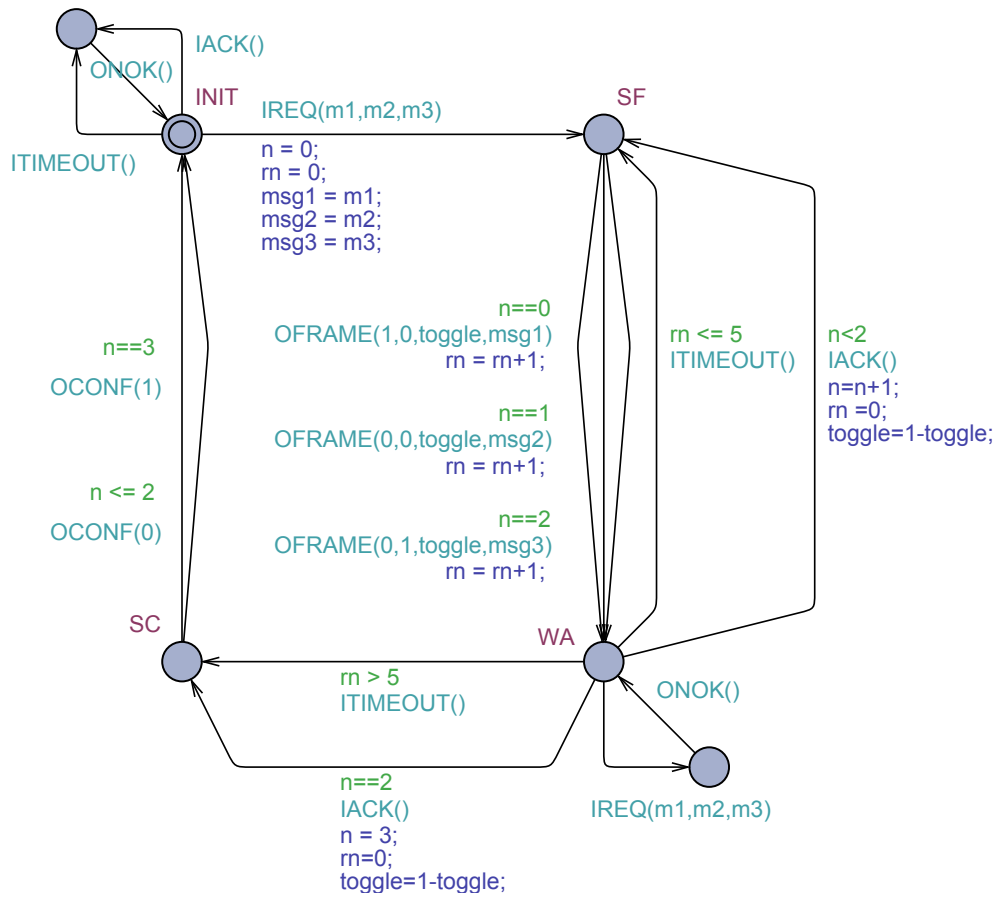 IACK()
ONOK()
INIT
SF
IREQ(m1,m2,m3)
ITIMEOUT()
n = 0;
rn = 0;
msg1 = m1;
msg2 = m2;
msg3 = m3;
n==0
OFRAME(1,0,toggle,msg1)
rn = rn+1;
n==1
OFRAME(0,0,toggle,msg2)
rn = rn+1;
n==2
OFRAME(0,1,toggle,msg3)
rn = rn+1;
rn <= 5
ITIMEOUT()
n<2
IACK()
n=n+1;
rn =0;
toggle=1-toggle;
n==3
OCONF(1)
n <= 2
OCONF(0)
SC
WA
rn > 5
ITIMEOUT()
ONOK()
IREQ(m1,m2,m3)
n==2
IACK()
n = 3;
rn=0;
toggle=1-toggle;